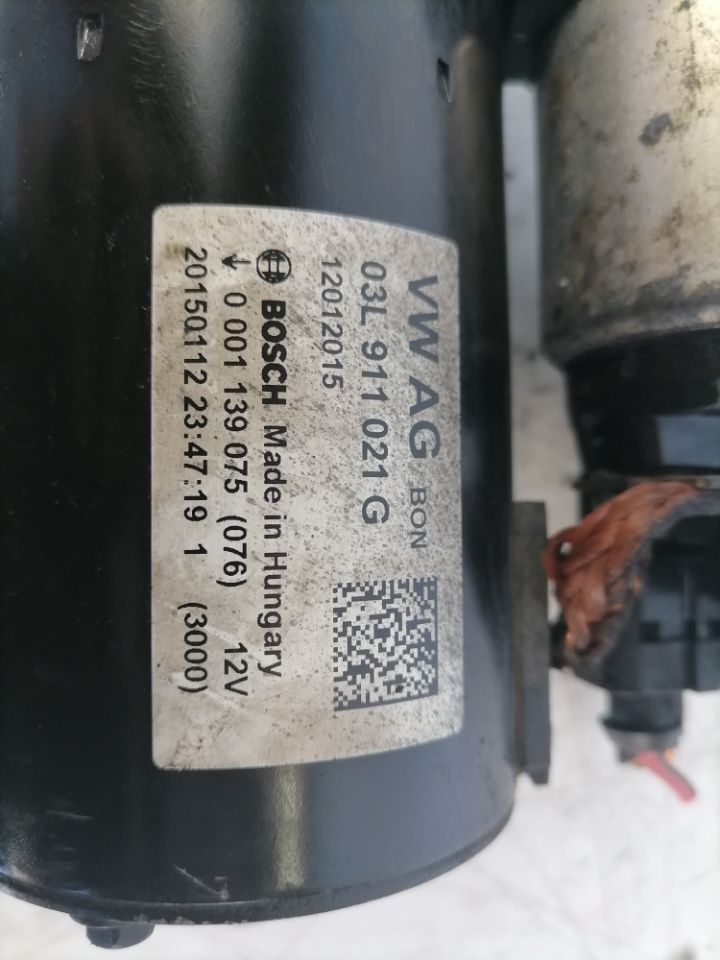 VW AG BON
03L 911 021 G
12012015
BOSCH Made in Hungary
↓ 0 001 139 075 (076) 12V
20150112 23:47:19 1 (3000)